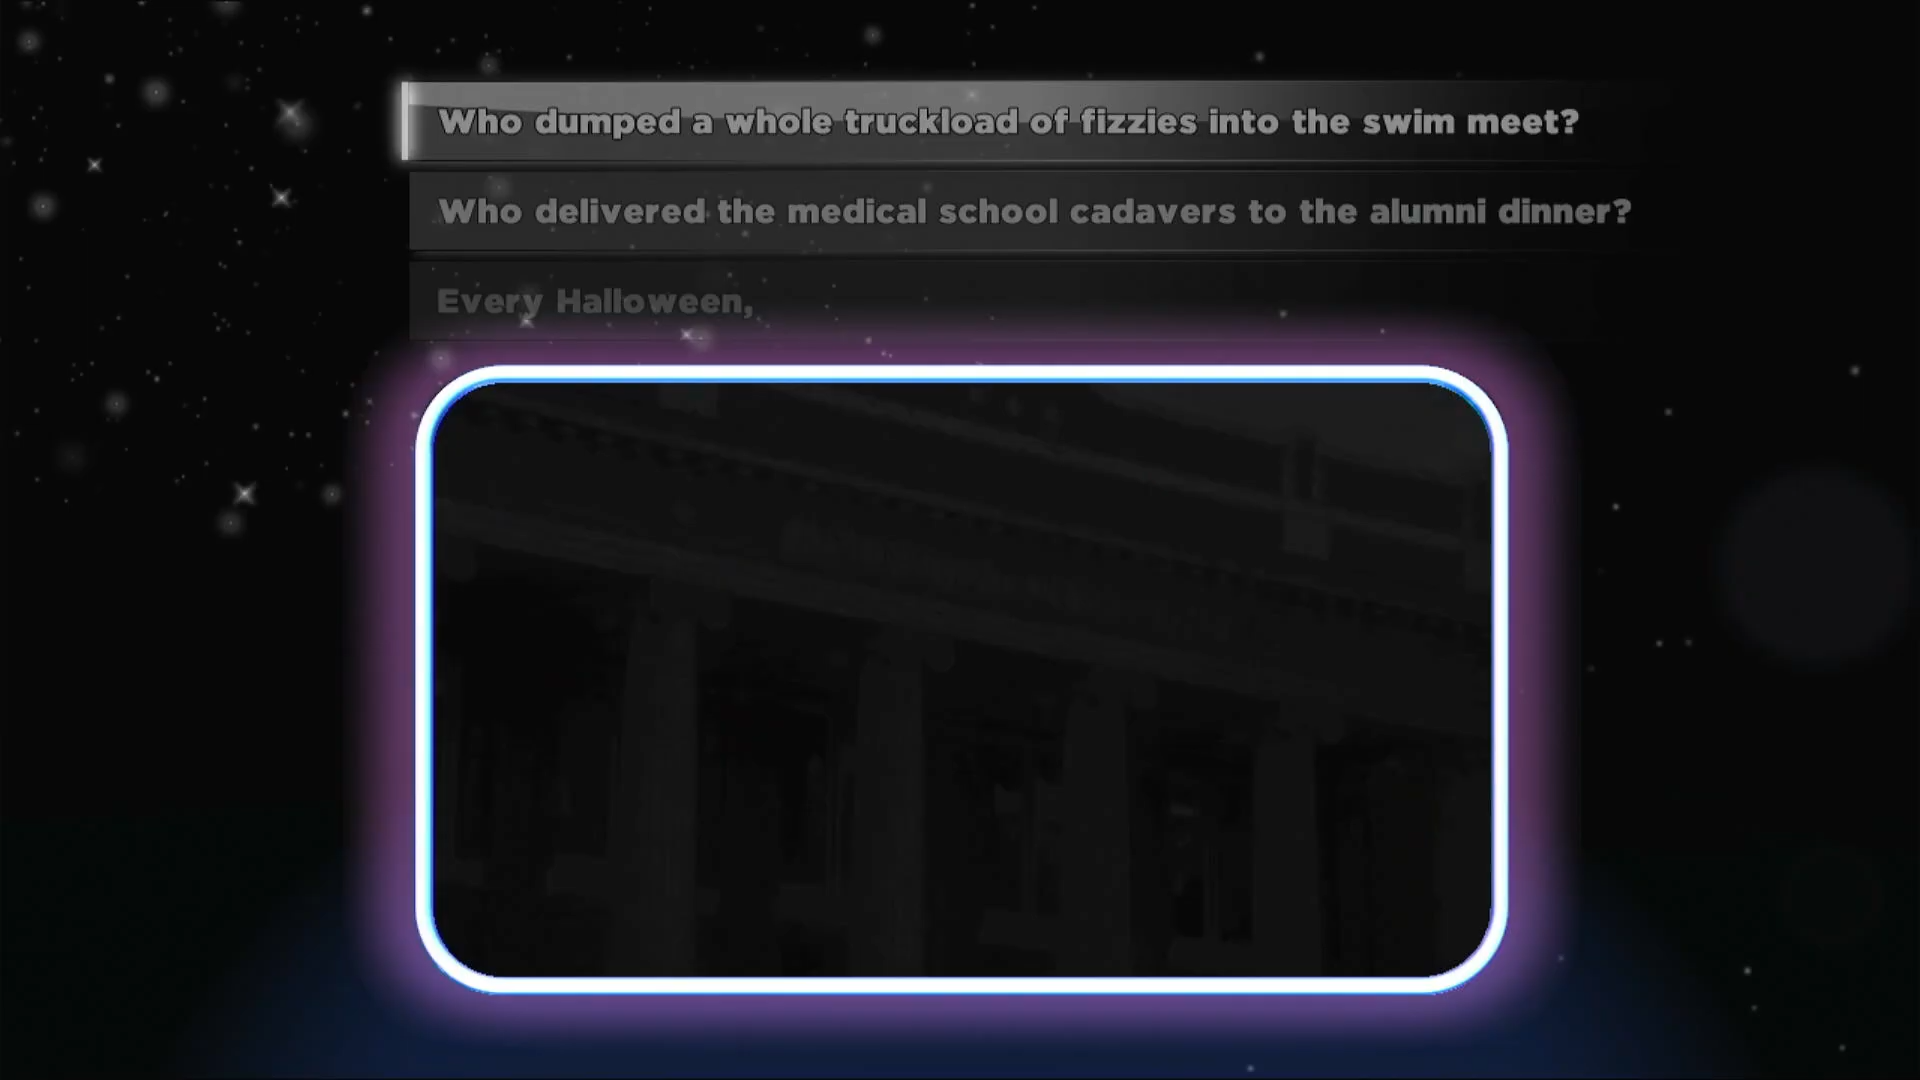 Who dumped a whole truckload of fizzies into the swim meet?
Who delivered the medical school cadavers to the alumni dinner?
Every Halloween,